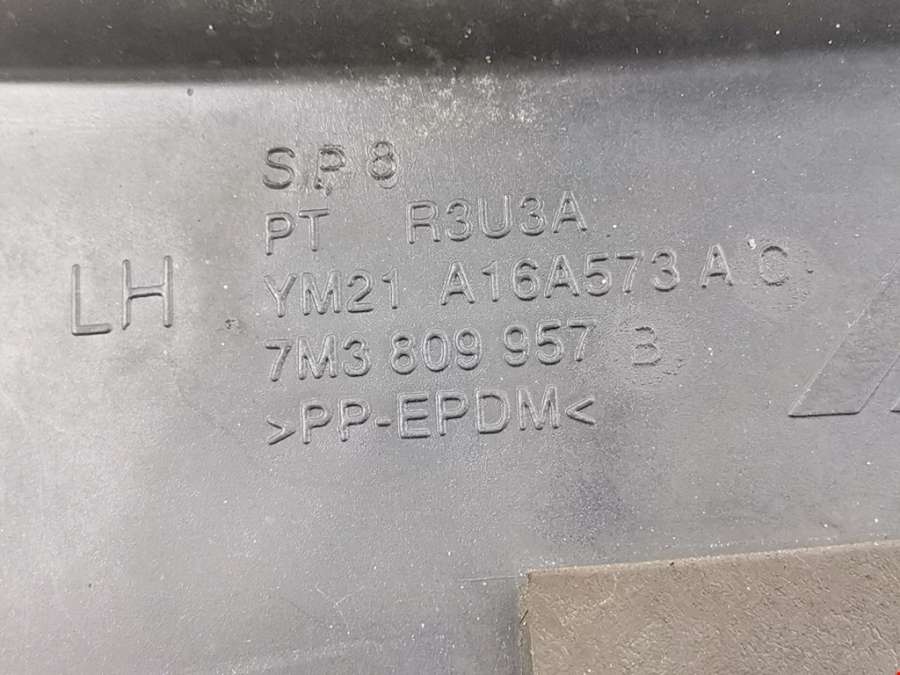 S.P 8
PT R3U3A
LH
YM21 A16A573 A C
7M3 809 957 B
>PP-EPDM<